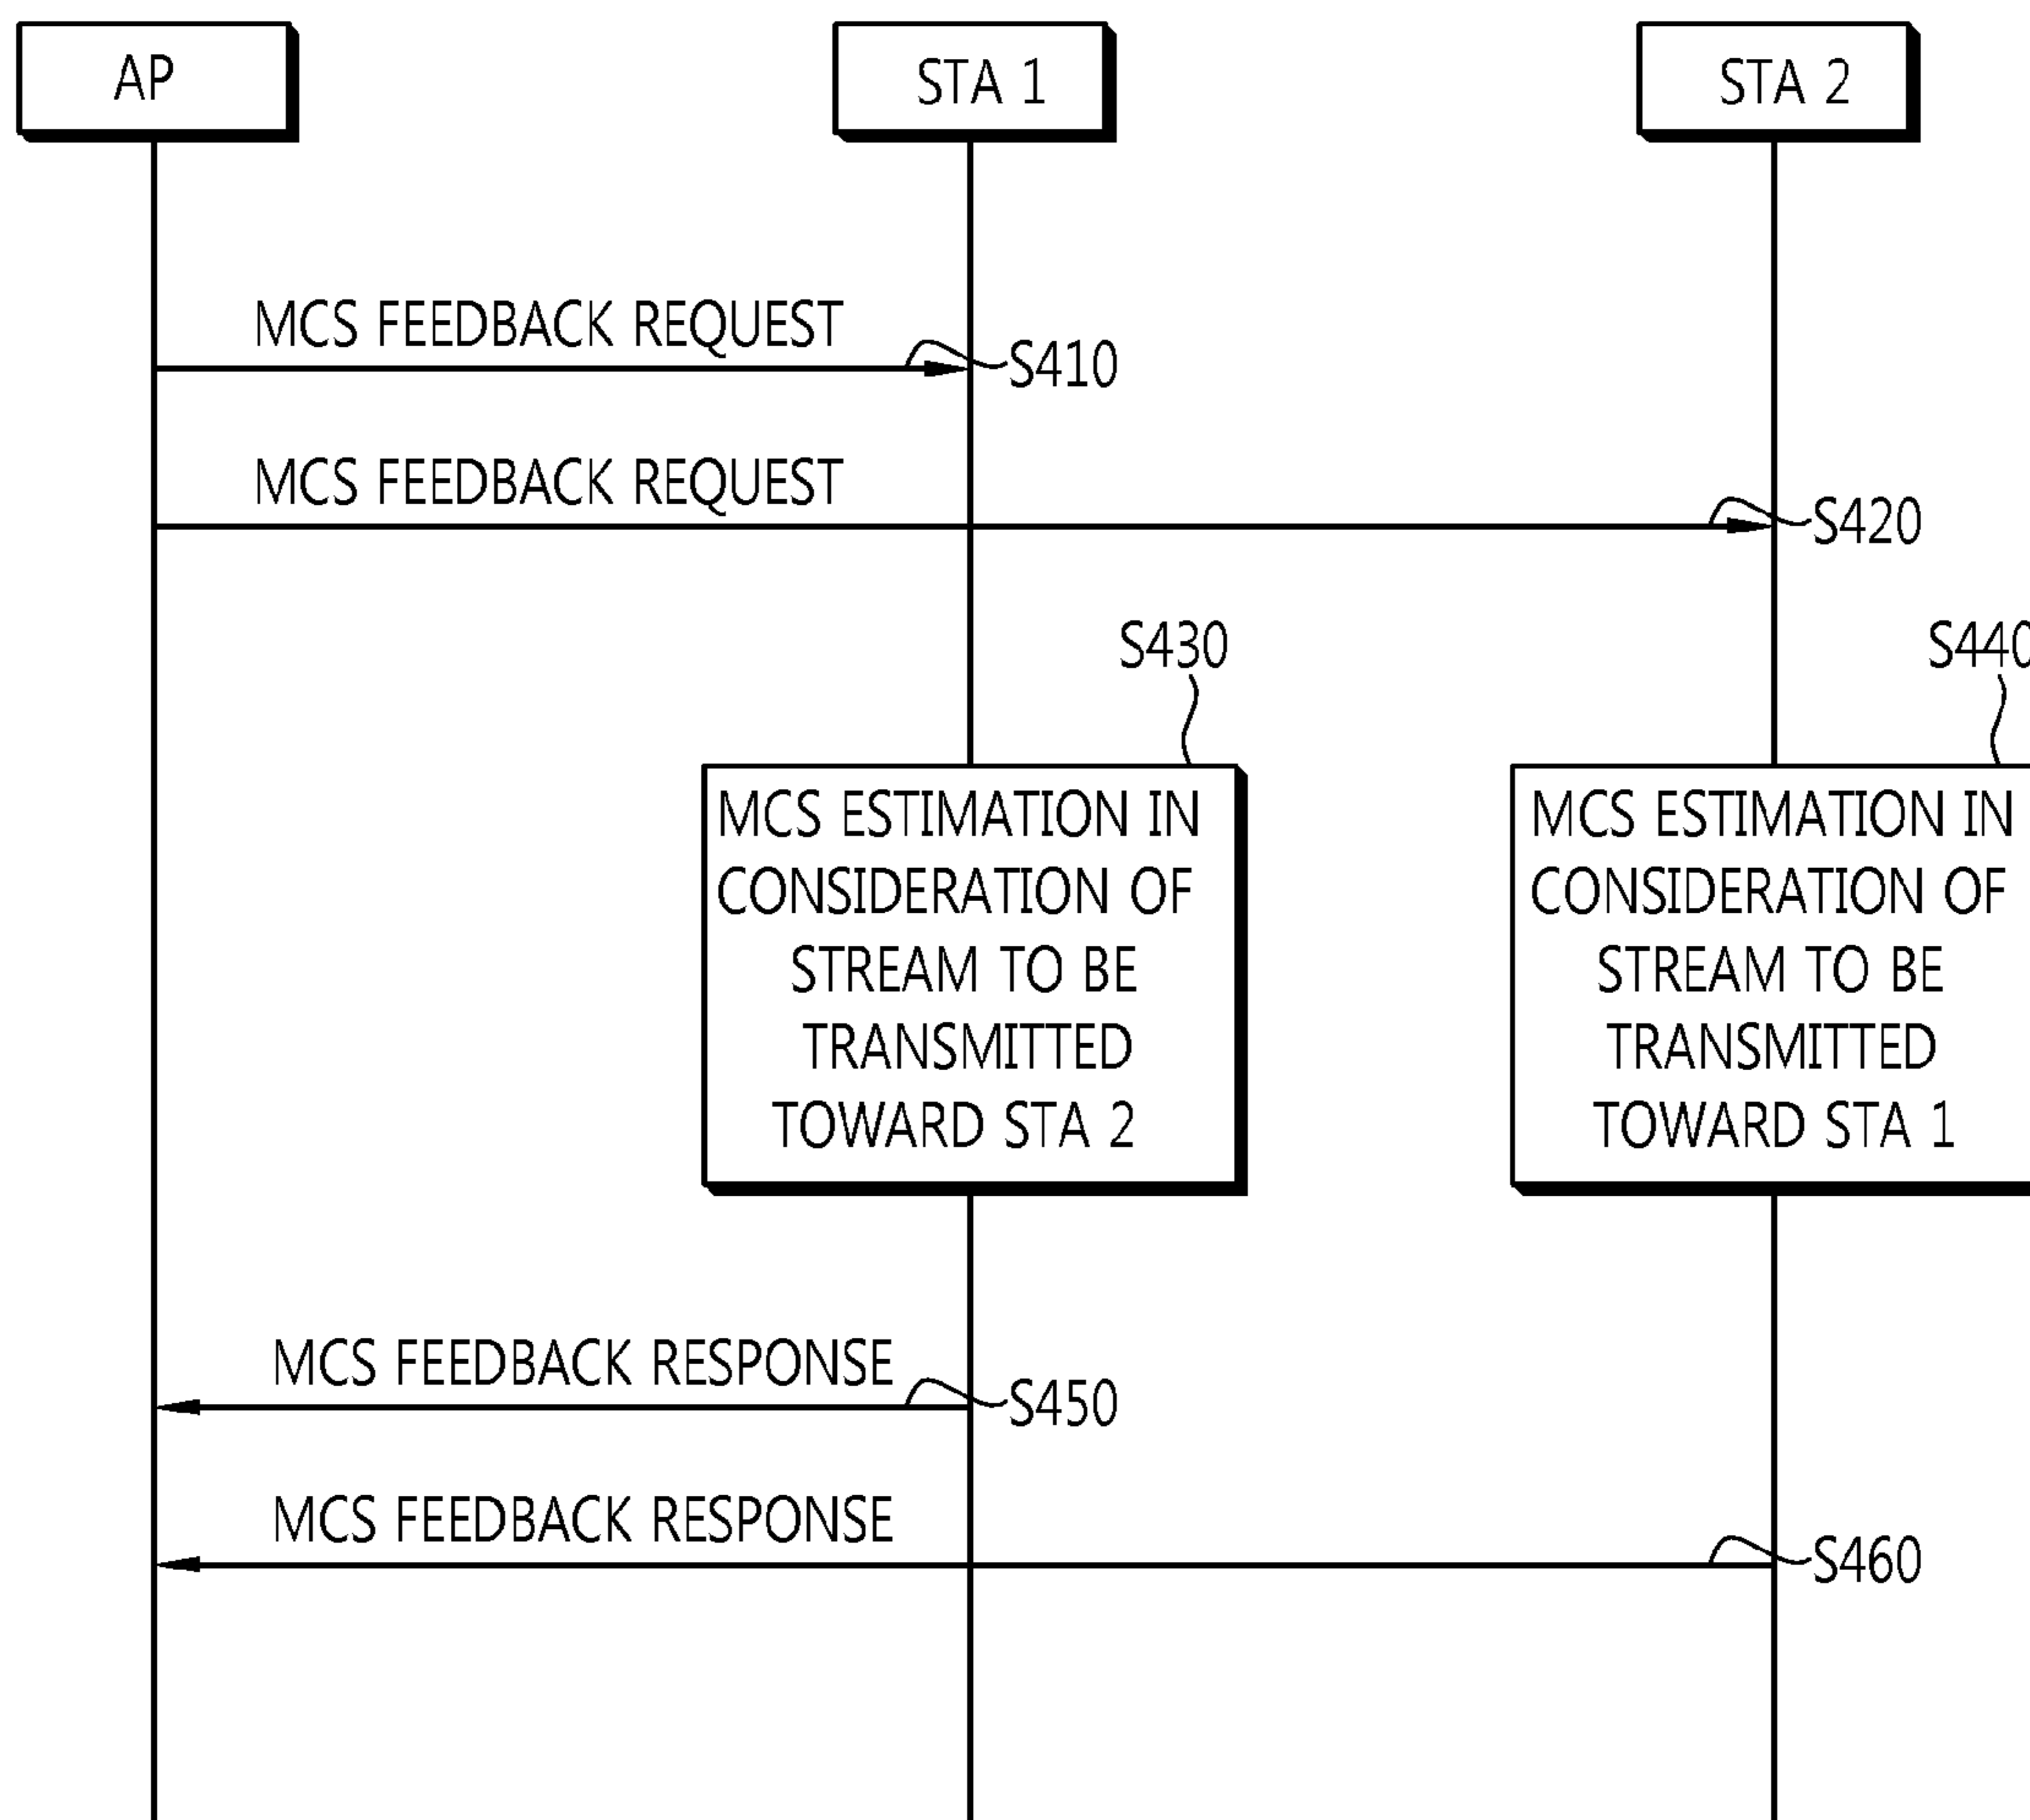 AP
STA 1
STA 2
MCS FEEDBACK REQUEST
S410
MCS FEEDBACK REQUEST
S420
S430
S440
MCS ESTIMATION IN
CONSIDERATION OF
STREAM TO BE
TRANSMITTED
TOWARD STA 2
MCS ESTIMATION IN
CONSIDERATION OF
STREAM TO BE
TRANSMITTED
TOWARD STA 1
MCS FEEDBACK RESPONSE
S450
MCS FEEDBACK RESPONSE
S460